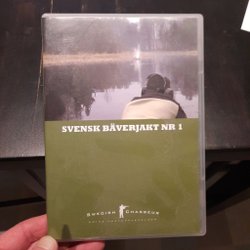 SVENSK BÄVERJAKT NR 1
SWEDISH CHASSEUR